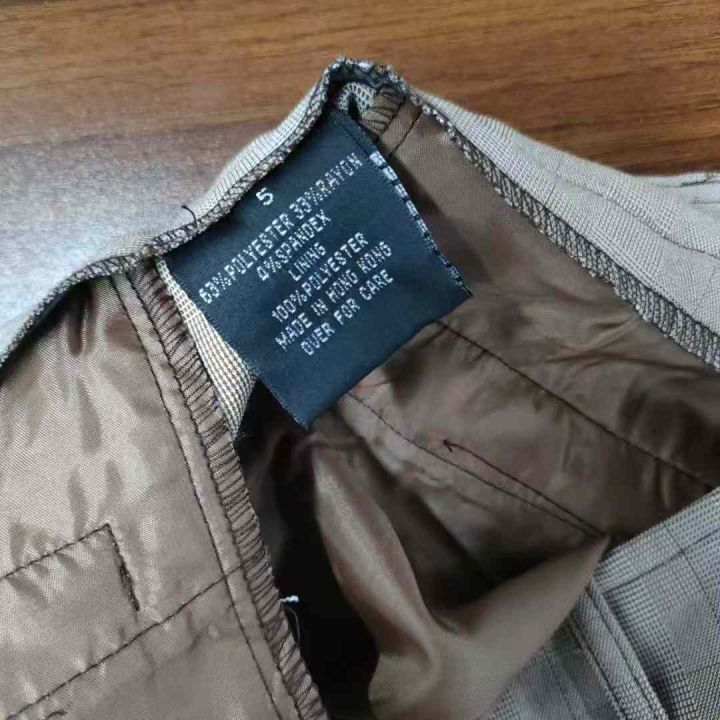 5
63%POLYESTER 33%RAYON
4%SPANDEX
LINING
100%POLYESTER
MADE IN HONG KONG
OVER FOR CARE